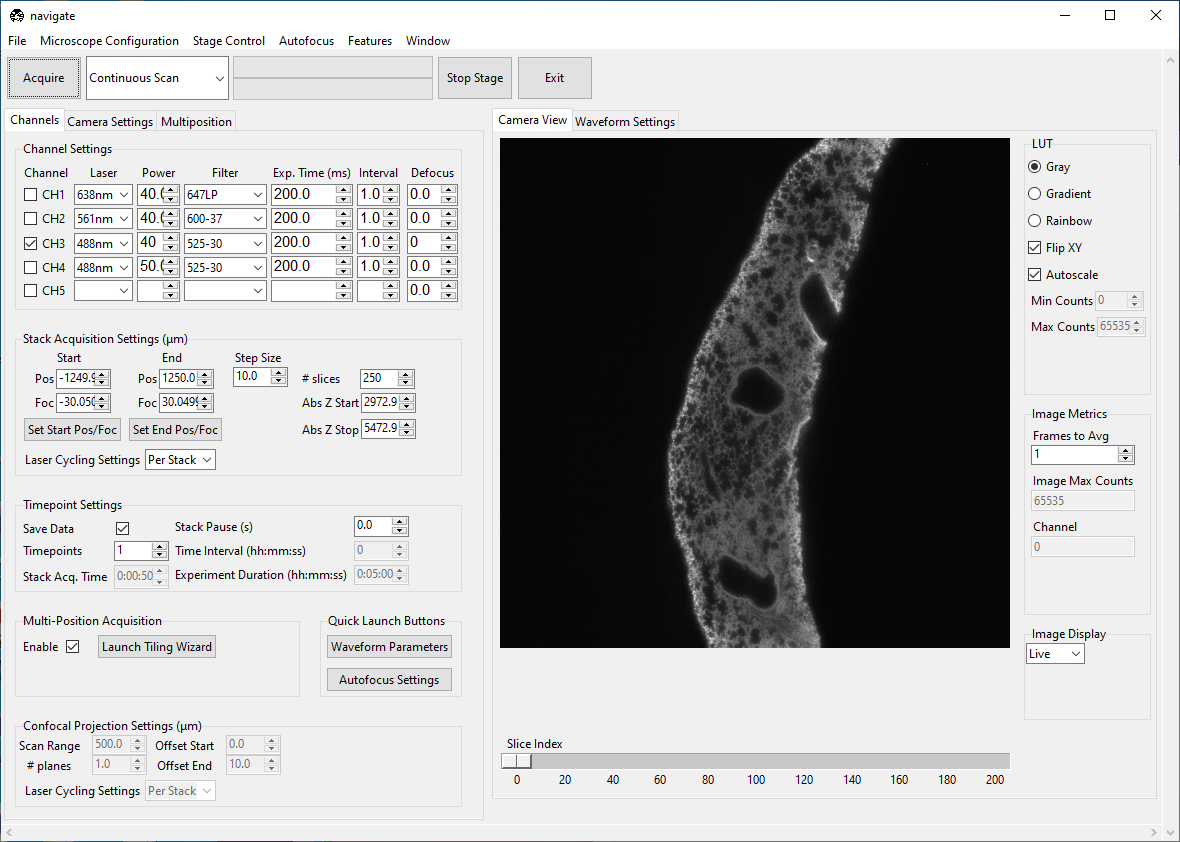 navigate
File Microscope Configuration Stage Control Autofocus Features Window
Acquire Continuous Scan Stop Stage Exit
Channels Camera Settings Multiposition
Channel Settings
Channel Laser Power Filter Exp. Time (ms) Interval Defocus
CH1 638nm 40.0 647LP 200.0 1.0 0.0
CH2 561nm 40.0 600-37 200.0 1.0 0.0
CH3 488nm 40 525-30 200.0 1.0 0
CH4 488nm 50.0 525-30 200.0 1.0 0.0
CH5 0.0
Stack Acquisition Settings (µm)
Start End Step Size
Pos -1249.9 Pos 1250.0 10.0 # slices 250
Foc -30.050 Foc 30.0499 Abs Z Start 2972.9
Set Start Pos/Foc Set End Pos/Foc Abs Z Stop 5472.9
Laser Cycling Settings Per Stack
Timepoint Settings
Save Data Stack Pause (s) 0.0
Timepoints 1 Time Interval (hh:mm:ss) 0
Stack Acq. Time 0:00:50 Experiment Duration (hh:mm:ss) 0:05:00
Multi-Position Acquisition
Enable Launch Tiling Wizard
Quick Launch Buttons
Waveform Parameters
Autofocus Settings
Confocal Projection Settings (µm)
Scan Range 500.0 Offset Start 0.0
# planes 1.0 Offset End 10.0
Laser Cycling Settings Per Stack
Camera View Waveform Settings
Slice Index
0 20 40 60 80 100 120 140 160 180 200
LUT
Gray
Gradient
Rainbow
Flip XY
Autoscale
Min Counts 0
Max Counts 65535
Image Metrics
Frames to Avg
1
Image Max Counts
65535
Channel
0
Image Display
Live